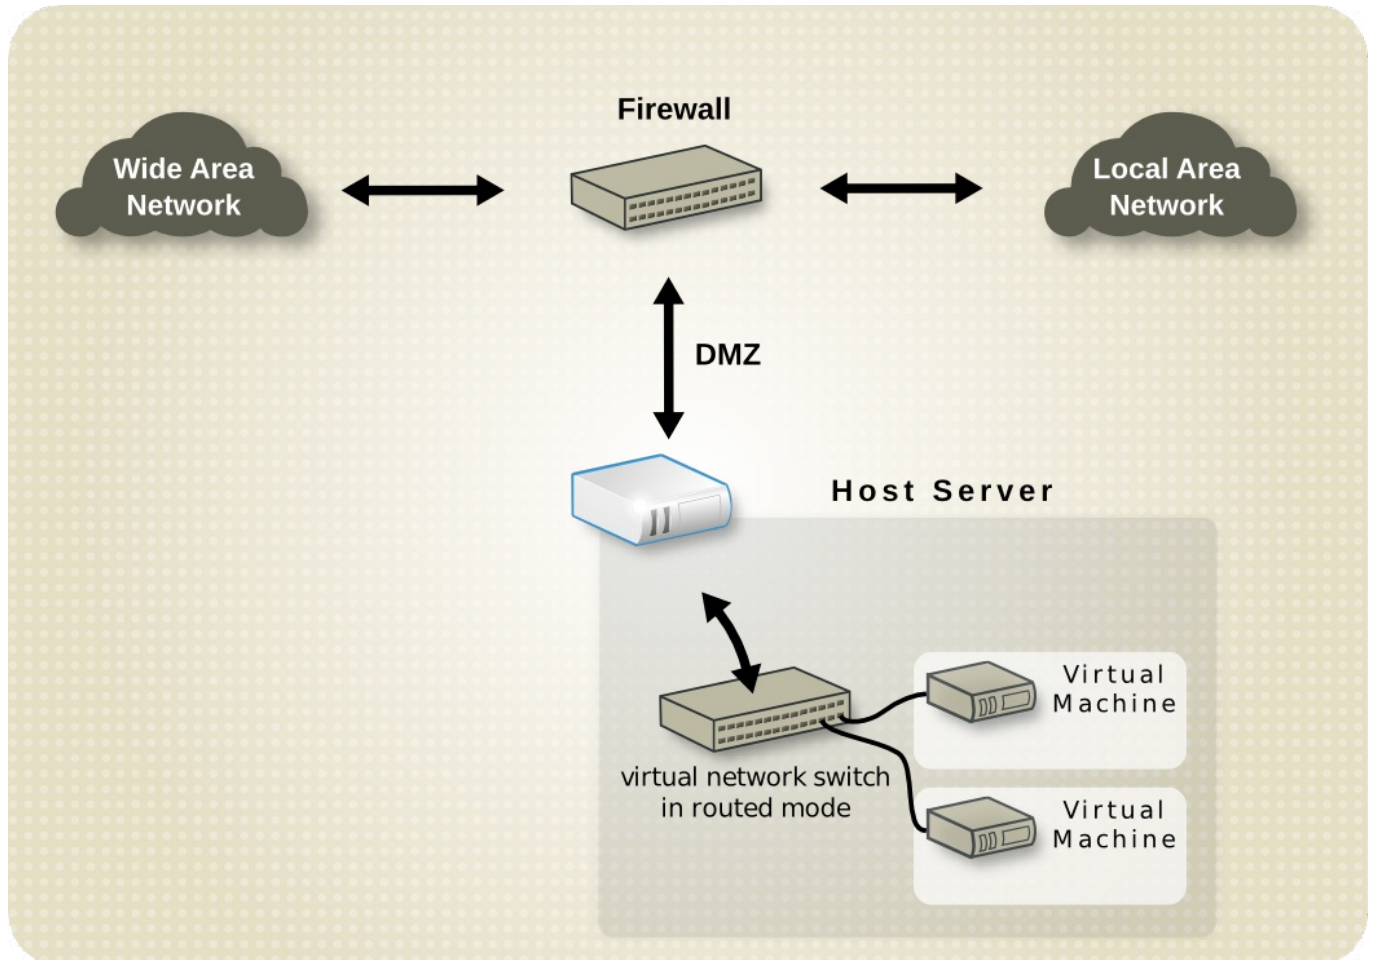 Firewall
Wide Area
Network
Local Area
Network
DMZ
Host Server
Virtual
Machine
virtual network switch
in routed mode
Virtual
Machine